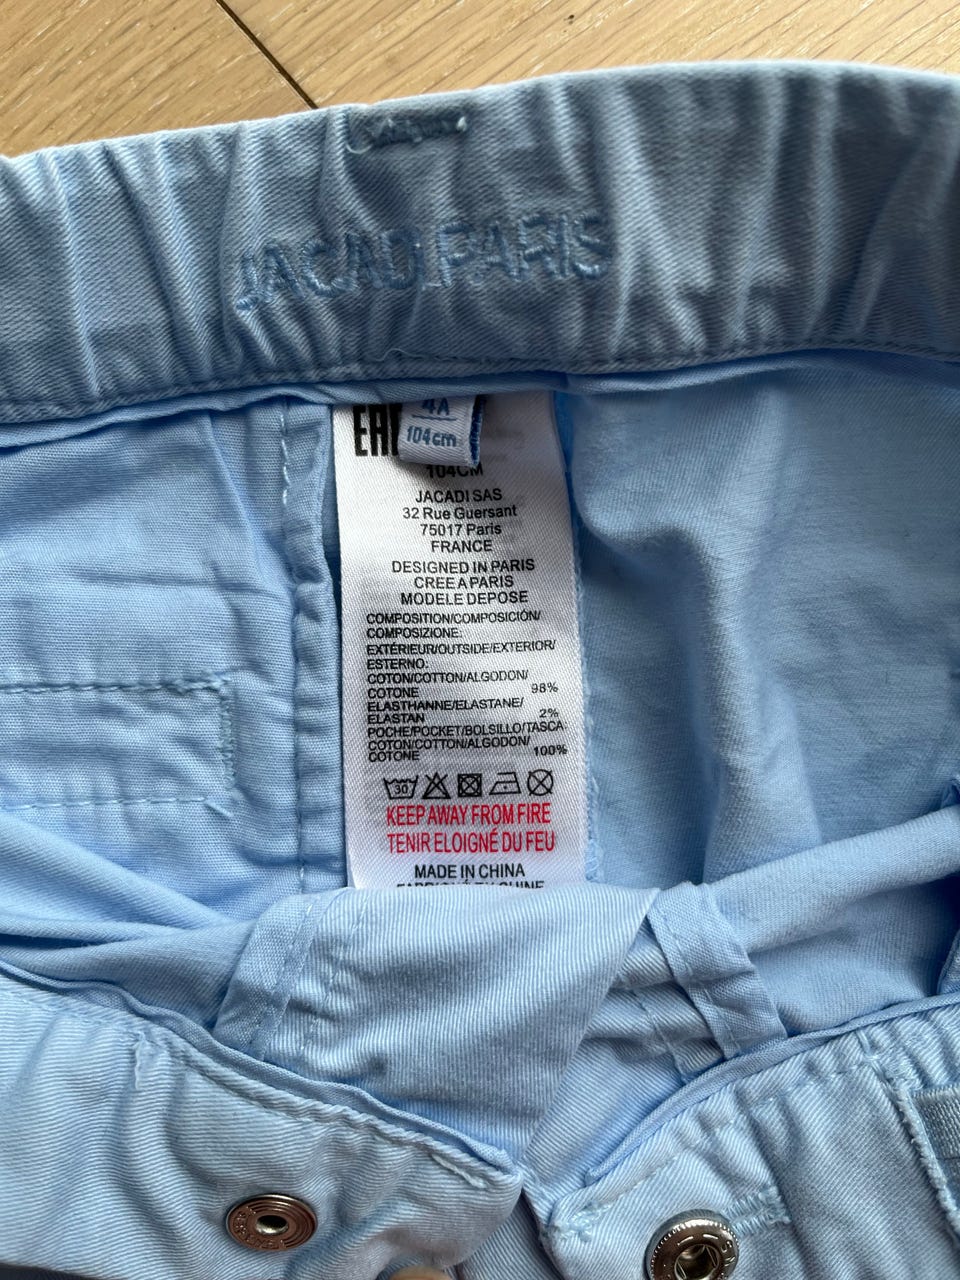 JACADI PARIS
4A
104cm
104CM
JACADI SAS
32 Rue Guersant
75017 Paris
FRANCE
DESIGNED IN PARIS
CREE A PARIS
MODELE DEPOSE
COMPOSITION/COMPOSICIÓN/
COMPOSIZIONE:
EXTÉRIEUR/OUTSIDE/EXTERIOR/
ESTERNO:
COTON/COTTON/ALGODON/
COTONE 98%
ELASTHANNE/ELASTANE/
ELASTAN 2%
POCHE/POCKET/BOLSILLO/TASCA:
COTON/COTTON/ALGODON/
COTONE 100%
30
KEEP AWAY FROM FIRE
TENIR ELOIGNÉ DU FEU
MADE IN CHINA